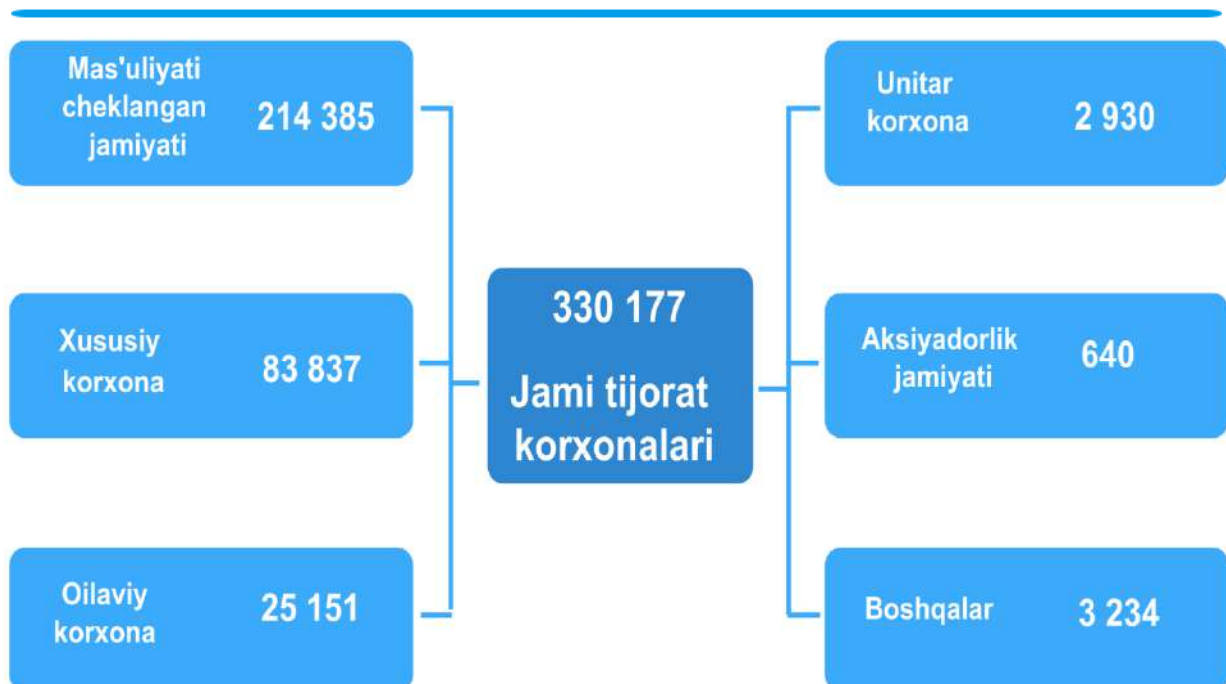 Mas'uliyati
cheklangan
jamiyati
214 385
Xususiy
korxona
83 837
Oilaviy
korxona
25 151
330 177
Jami tijorat
korxonalari
Unitar
korxona
2 930
Aksiyadorlik
jamiyati
640
Boshqalar
3 234